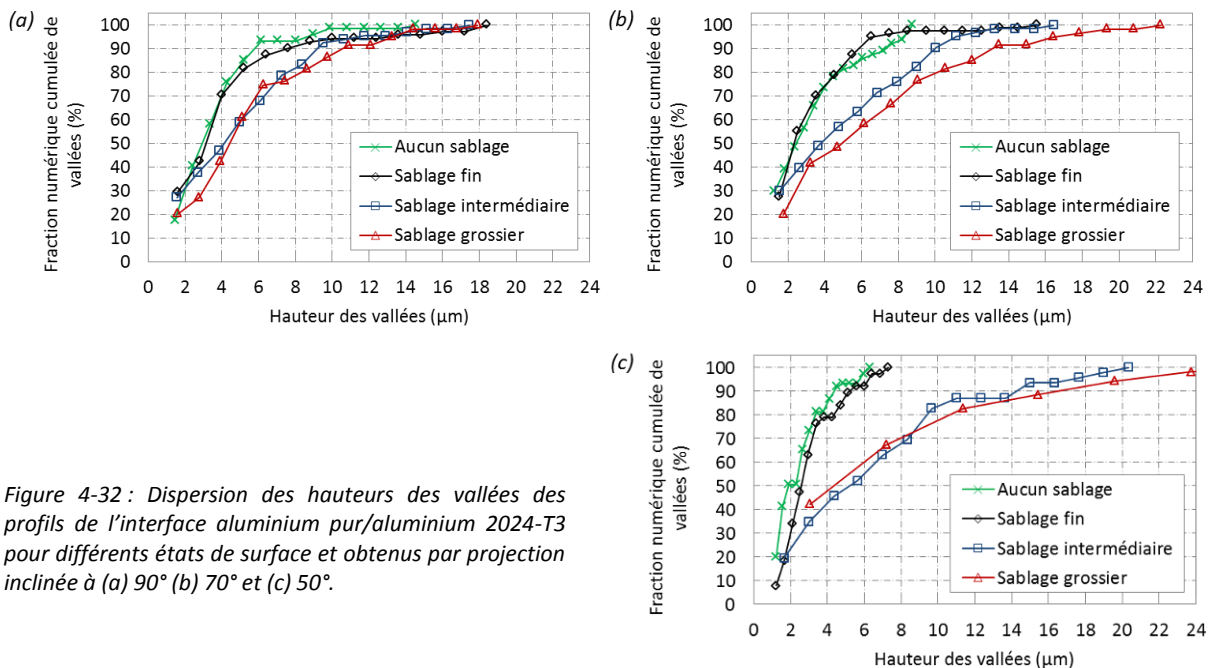 (a)
Fraction numérique cumulée de
vallées (%)
100
90
80
70
60
50
40
30
20
10
0
0 2 4 6 8 10 12 14 16 18 20 22 24
Hauteur des vallées (µm)
Aucun sablage
Sablage fin
Sablage intermédiaire
Sablage grossier
(b)
Fraction numérique cumulée de
vallées (%)
100
90
80
70
60
50
40
30
20
10
0
0 2 4 6 8 10 12 14 16 18 20 22 24
Hauteur des vallées (µm)
Aucun sablage
Sablage fin
Sablage intermédiaire
Sablage grossier
(c)
Fraction numérique cumulée de
vallées (%)
100
90
80
70
60
50
40
30
20
10
0
0 2 4 6 8 10 12 14 16 18 20 22 24
Hauteur des vallées (µm)
Aucun sablage
Sablage fin
Sablage intermédiaire
Sablage grossier
Figure 4-32 : Dispersion des hauteurs des vallées des
profils de l’interface aluminium pur/aluminium 2024-T3
pour différents états de surface et obtenus par projection
inclinée à (a) 90° (b) 70° et (c) 50°.